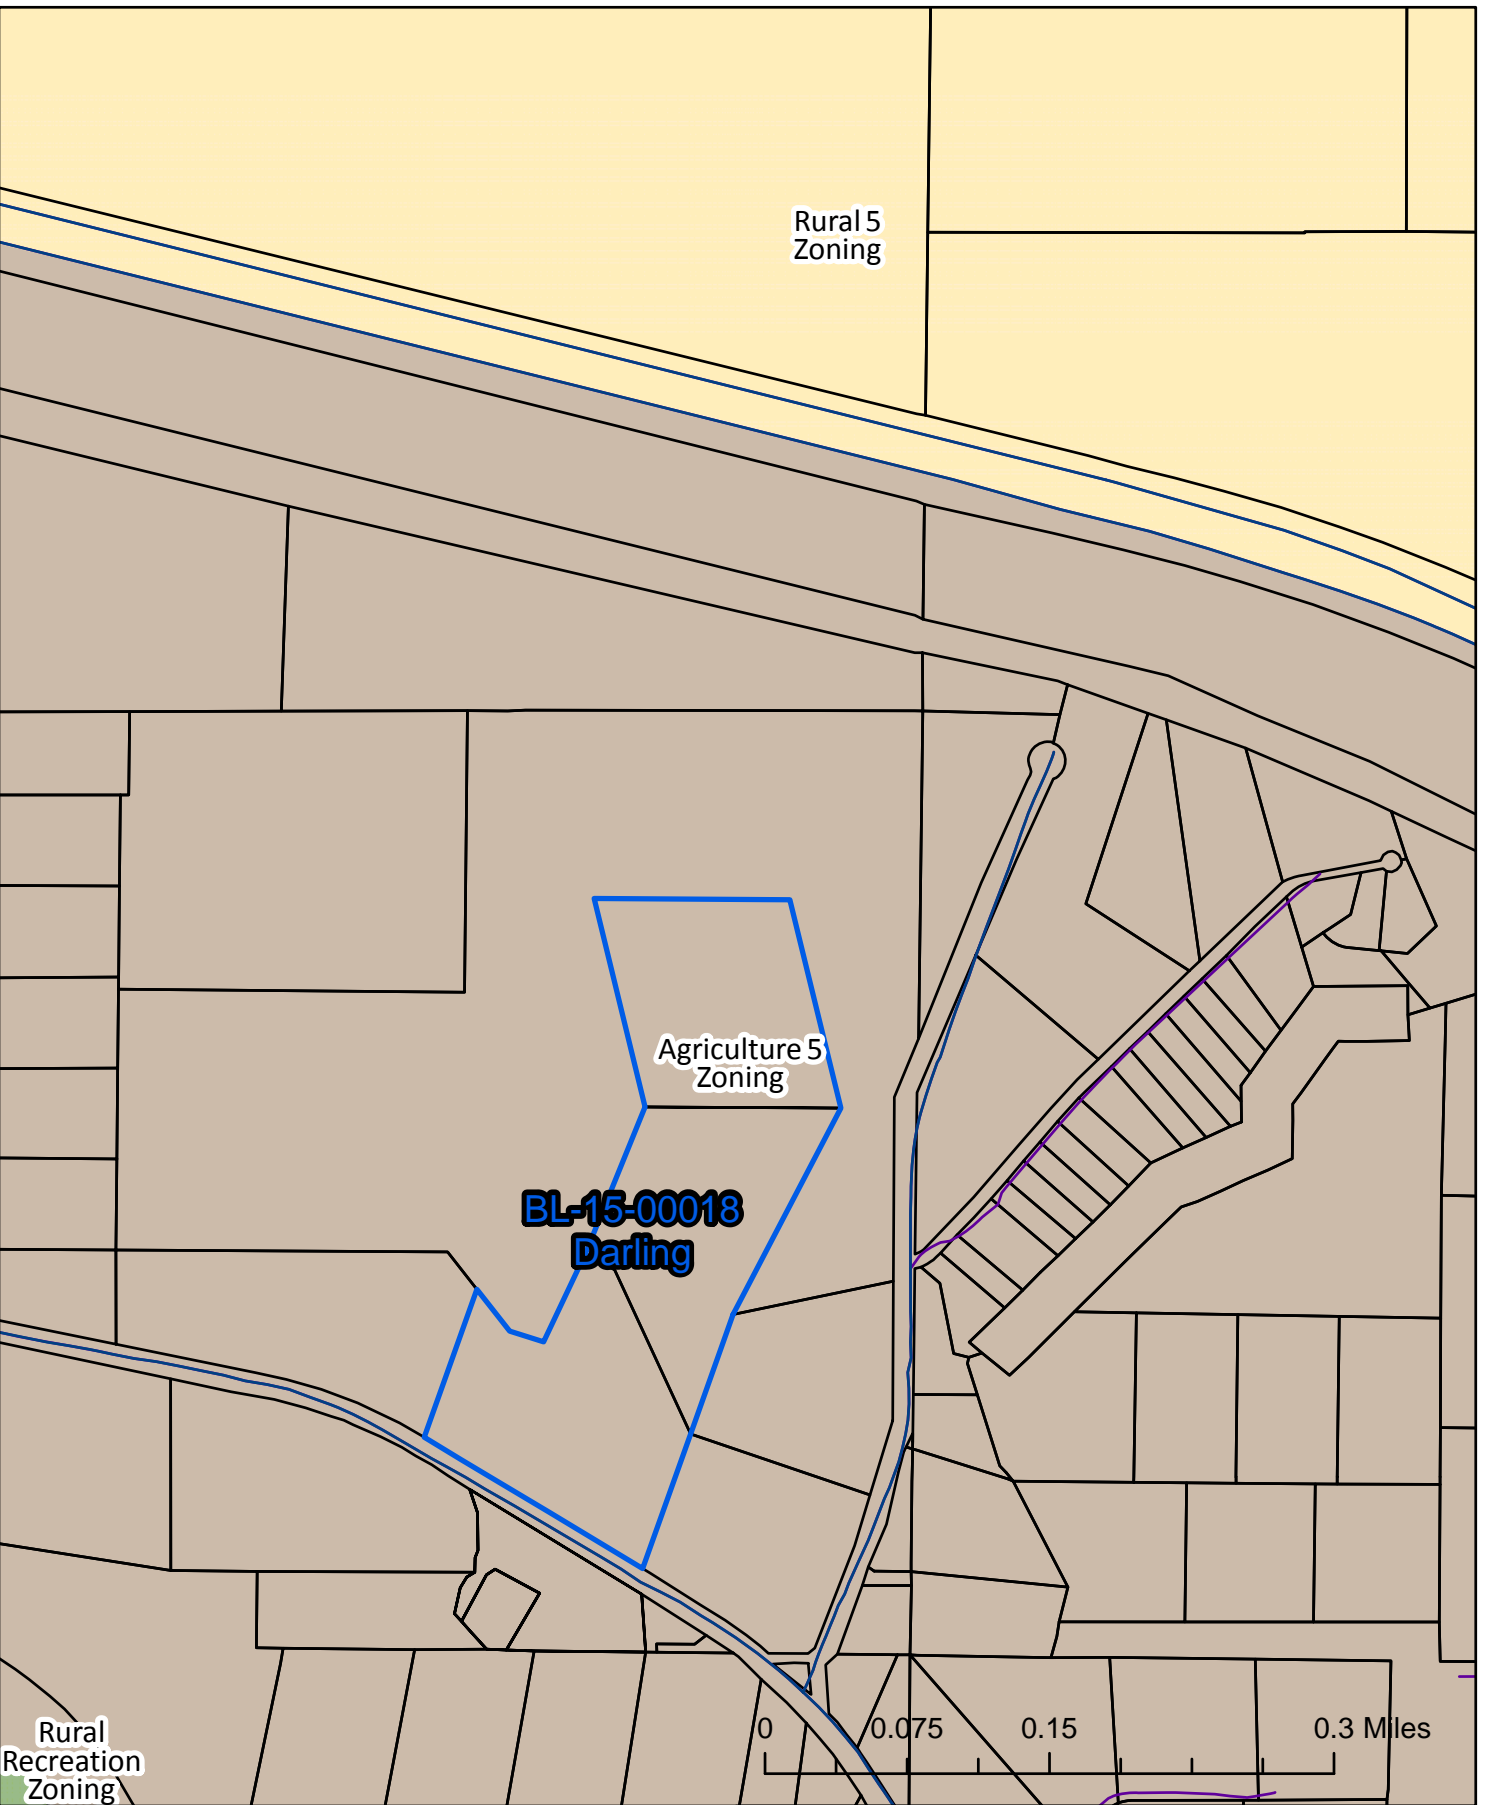 Rural 5
Zoning
Agriculture 5
Zoning
BL-15-00018
Darling
Rural
Recreation
Zoning
0 0.075 0.15 0.3 Miles